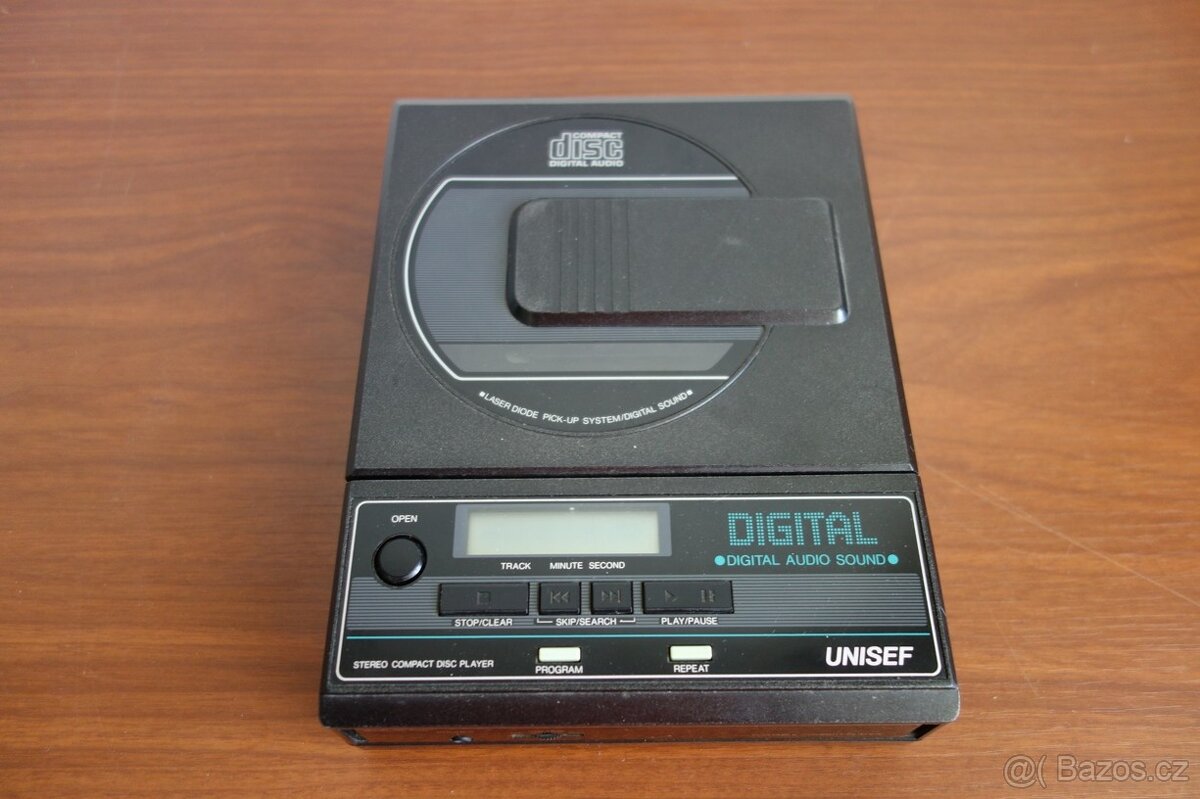 COMPACT
disc
DIGITAL AUDIO
■LASER DIODE PICK-UP SYSTEM/DIGITAL SOUND■
OPEN
DIGITAL
●DIGITAL AUDIO SOUND●
TRACK MINUTE SECOND
STOP/CLEAR SKIP/SEARCH PLAY/PAUSE
STEREO COMPACT DISC PLAYER
PROGRAM
REPEAT
UNISEF
@( Bazos.cz